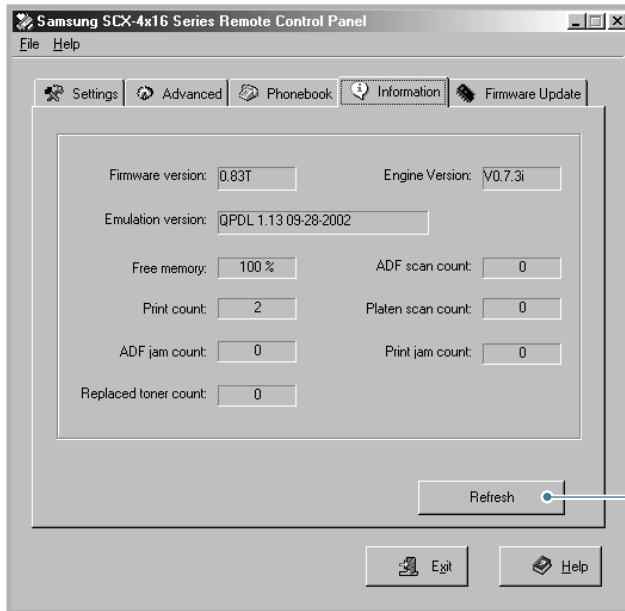 Samsung SCX-4x16 Series Remote Control Panel
File Help
Settings Advanced Phonebook Information Firmware Update
Firmware version: 0.83T Engine Version: V0.7.3i
Emulation version: QPDL 1.13 09-28-2002
Free memory: 100 % ADF scan count: 0
Print count: 2 Platen scan count: 0
ADF jam count: 0 Print jam count: 0
Replaced toner count: 0
Refresh
Exit Help